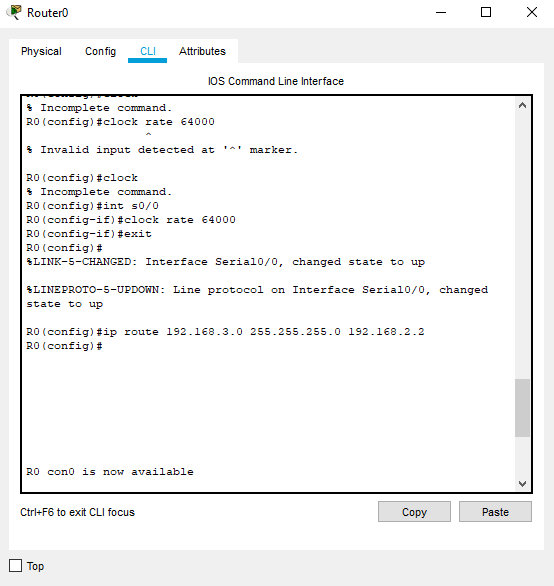 Router0
Physical Config CLI Attributes
IOS Command Line Interface
% Incomplete command.
R0(config)#clock rate 64000
^
% Invalid input detected at '^' marker.
R0(config)#clock
% Incomplete command.
R0(config)#int s0/0
R0(config-if)#clock rate 64000
R0(config-if)#exit
R0(config)#
%LINK-5-CHANGED: Interface Serial0/0, changed state to up
%LINEPROTO-5-UPDOWN: Line protocol on Interface Serial0/0, changed
state to up
R0(config)#ip route 192.168.3.0 255.255.255.0 192.168.2.2
R0(config)#
R0 con0 is now available
Ctrl+F6 to exit CLI focus
Copy Paste
Top